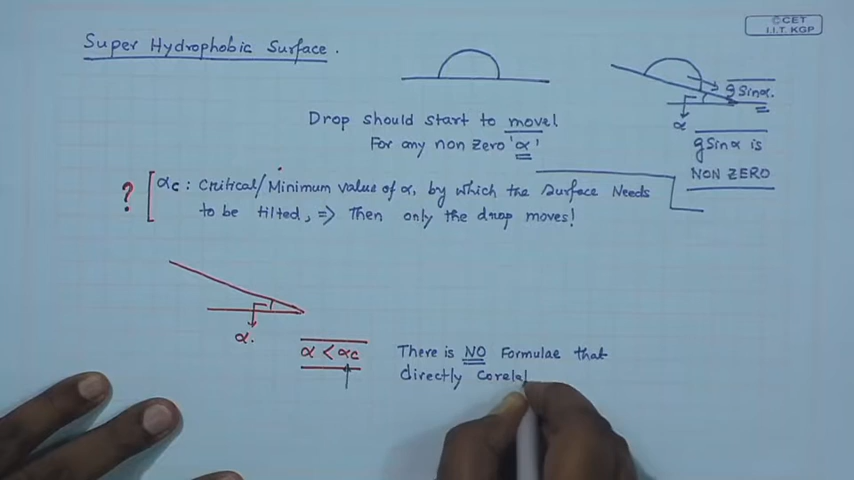 © CET
I.I.T. KGP
Super Hydrophobic Surface.
g Sinα.
α
Drop should start to move!
For any non Zero 'α'
g Sin α is
NON ZERO
? [αc : Critical/Minimum value of α, by which the Surface Needs
to be tilted, => Then only the drop moves!
α.
α < αc
There is NO Formulae that
directly Corelal